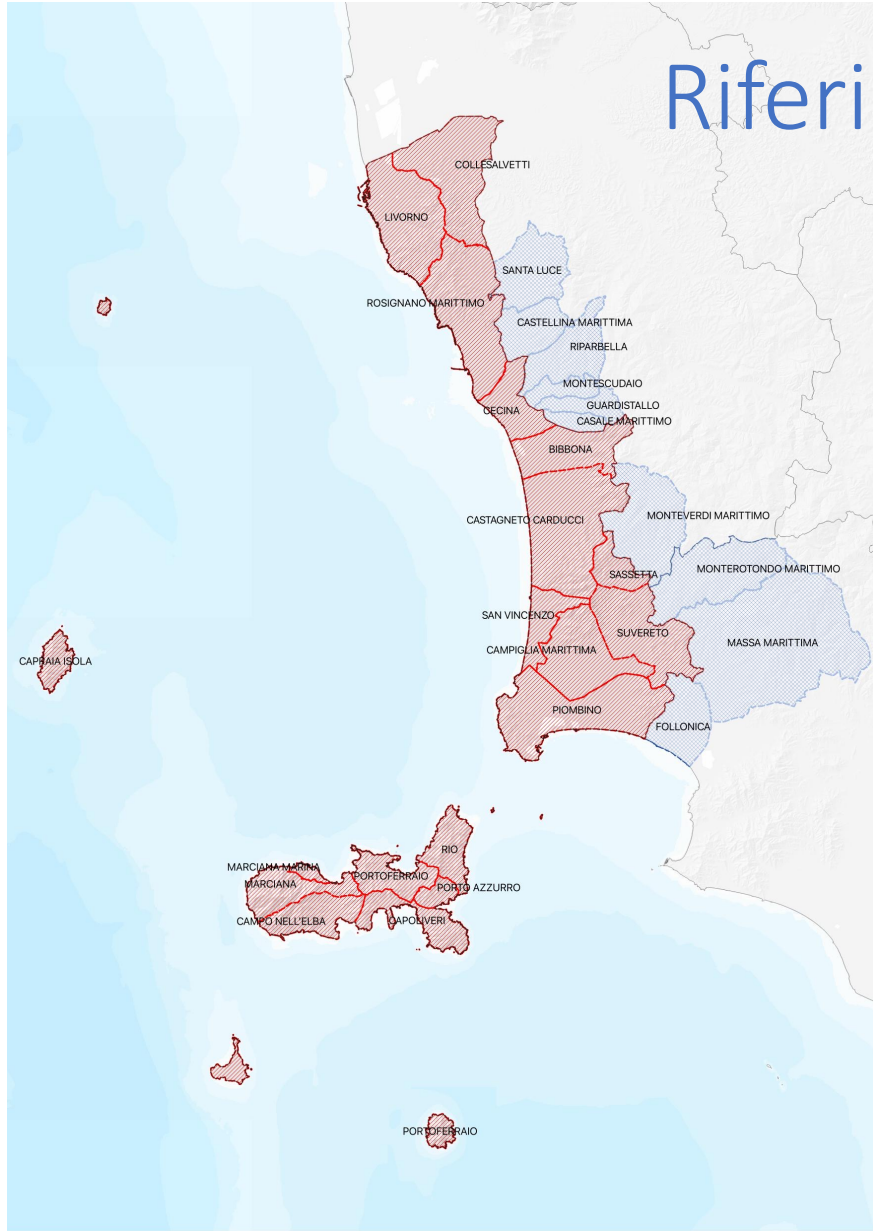 Riferi
COLLESALVETTI
LIVORNO
SANTA LUCE
ROSIGNANO MARITTIMO
CASTELLINA MARITTIMA
RIPARBELLA
MONTESCUDAIO
GUARDISTALLO
CECINA
CASALE MARITTIMO
BIBBONA
MONTEVERDI MARITTIMO
CASTAGNETO CARDUCCI
MONTEROTONDO MARITTIMO
SASSETTA
SAN VINCENZO
SUVERETO
MASSA MARITTIMA
CAMPIGLIA MARITTIMA
CAPRAIA ISOLA
PIOMBINO
FOLLONICA
RIO
MARCIANA MARINA
PORTOFERRAIO
MARCIANA
PORTO AZZURRO
CAMPO NELL'ELBA
CAPOLIVERI
PORTOFERRAIO